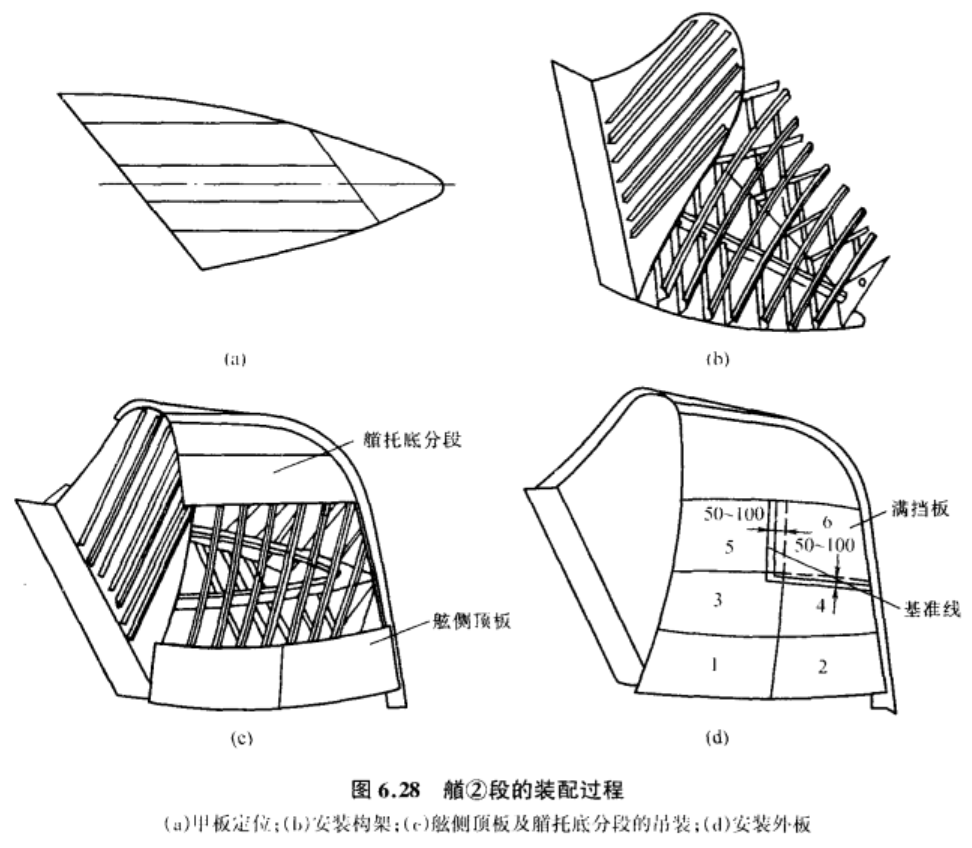 (a)
(b)
艏托底分段
舷侧顶板
(c)
50~100
6
满挡板
5
50~100
3
4
基准线
1
2
(d)
图 6.28 艏②段的装配过程
(a)甲板定位;(b)安装构架;(c)舷侧顶板及艏托底分段的吊装;(d)安装外板